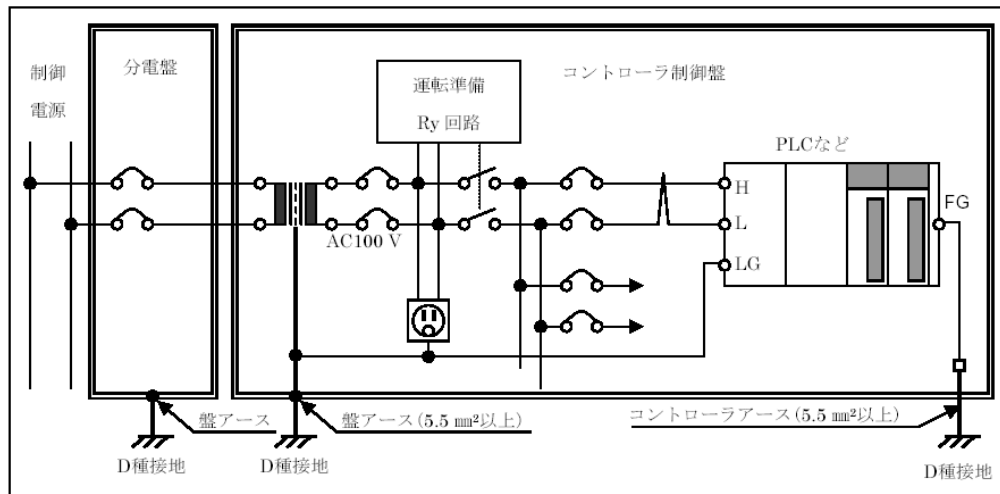 制御
電源
分電盤
運転準備
Ry 回路
コントローラ制御盤
PLCなど
H
L
LG
FG
AC100 V
盤アース
盤アース(5.5 ㎜²以上)
コントローラアース(5.5 ㎜²以上)
D種接地
D種接地
D種接地